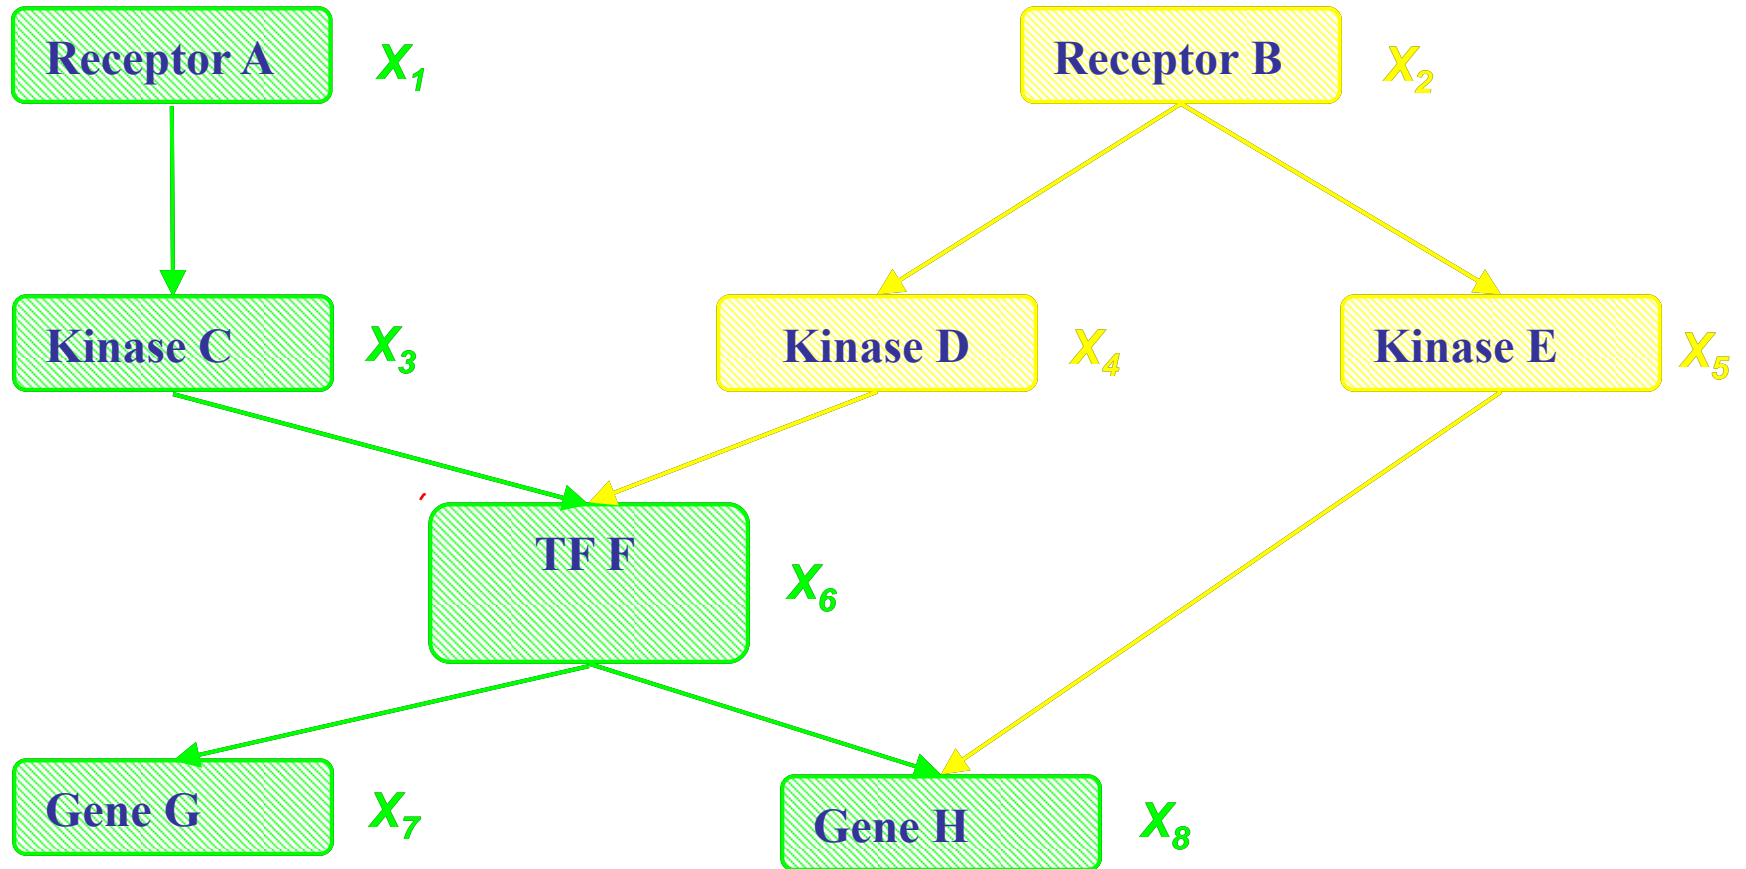 Receptor A X1 Receptor B X2
Kinase C X3 Kinase D X4 Kinase E X5
TF F X6
Gene G X7 Gene H X8